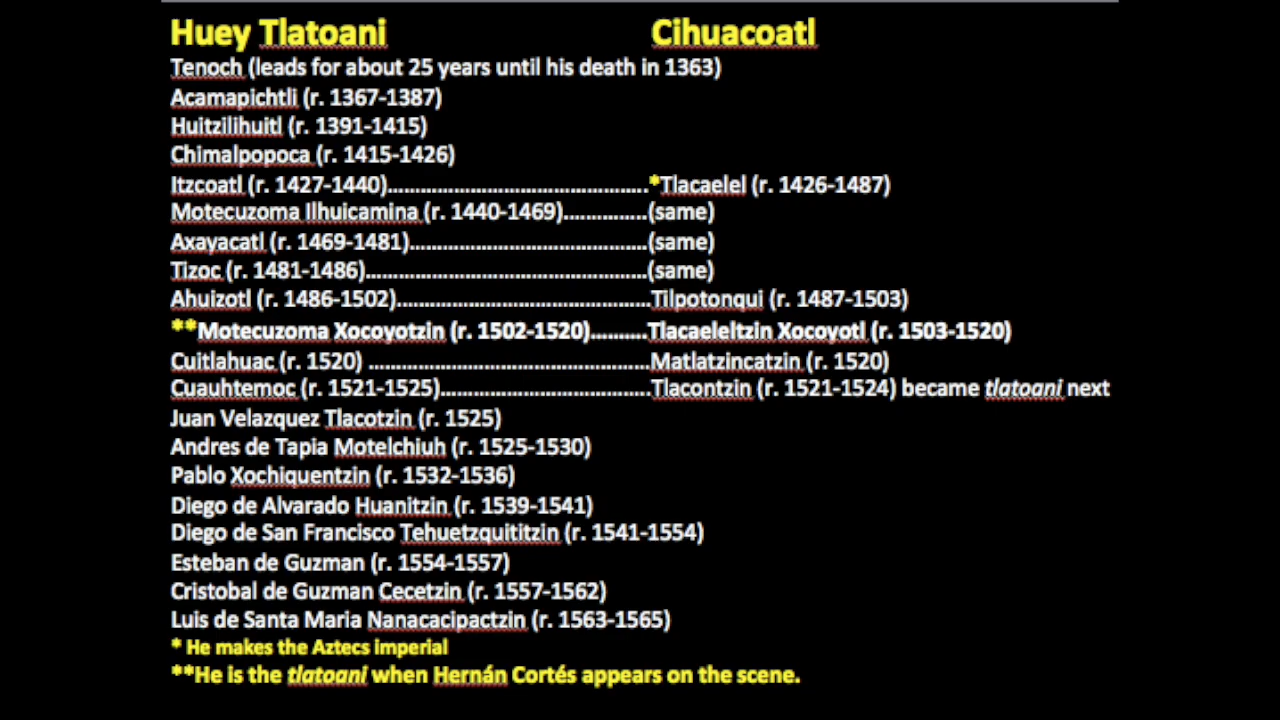 Huey Tlatoani Cihuacoatl
Tenoch (leads for about 25 years until his death in 1363)
Acamapichtli (r. 1367-1387)
Huitzilihuitl (r. 1391-1415)
Chimalpopoca (r. 1415-1426)
Itzcoatl (r. 1427-1440)................................................*Tlacaelel (r. 1426-1487)
Motecuzoma Ilhuicamina (r. 1440-1469)...............(same)
Axayacatl (r. 1469-1481)............................................(same)
Tizoc (r. 1481-1486)....................................................(same)
Ahuizotl (r. 1486-1502)...............................................Tilpotonqui (r. 1487-1503)
**Motecuzoma Xocoyotzin (r. 1502-1520)..........Tlacaeleltzin Xocoyotl (r. 1503-1520)
Cuitlahuac (r. 1520) ....................................................Matlatzincatzin (r. 1520)
Cuauhtemoc (r. 1521-1525).......................................Tlacontzin (r. 1521-1524) became tlatoani next
Juan Velazquez Tlacotzin (r. 1525)
Andres de Tapia Motelchiuh (r. 1525-1530)
Pablo Xochiquentzin (r. 1532-1536)
Diego de Alvarado Huanitzin (r. 1539-1541)
Diego de San Francisco Tehuetzquititzin (r. 1541-1554)
Esteban de Guzman (r. 1554-1557)
Cristobal de Guzman Cecetzin (r. 1557-1562)
Luis de Santa Maria Nanacacipactzin (r. 1563-1565)
* He makes the Aztecs imperial
**He is the tlatoani when Hernán Cortés appears on the scene.